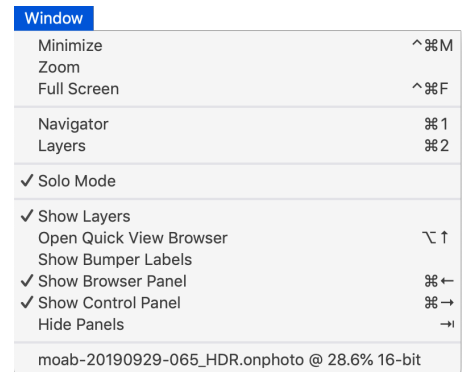 Window
Minimize ^⌘M
Zoom
Full Screen ^⌘F
Navigator ⌘1
Layers ⌘2
✓ Solo Mode
✓ Show Layers
Open Quick View Browser ⌥↑
Show Bumper Labels
✓ Show Browser Panel ⌘←
✓ Show Control Panel ⌘→
Hide Panels ⇥
moab-20190929-065_HDR.onphoto @ 28.6% 16-bit